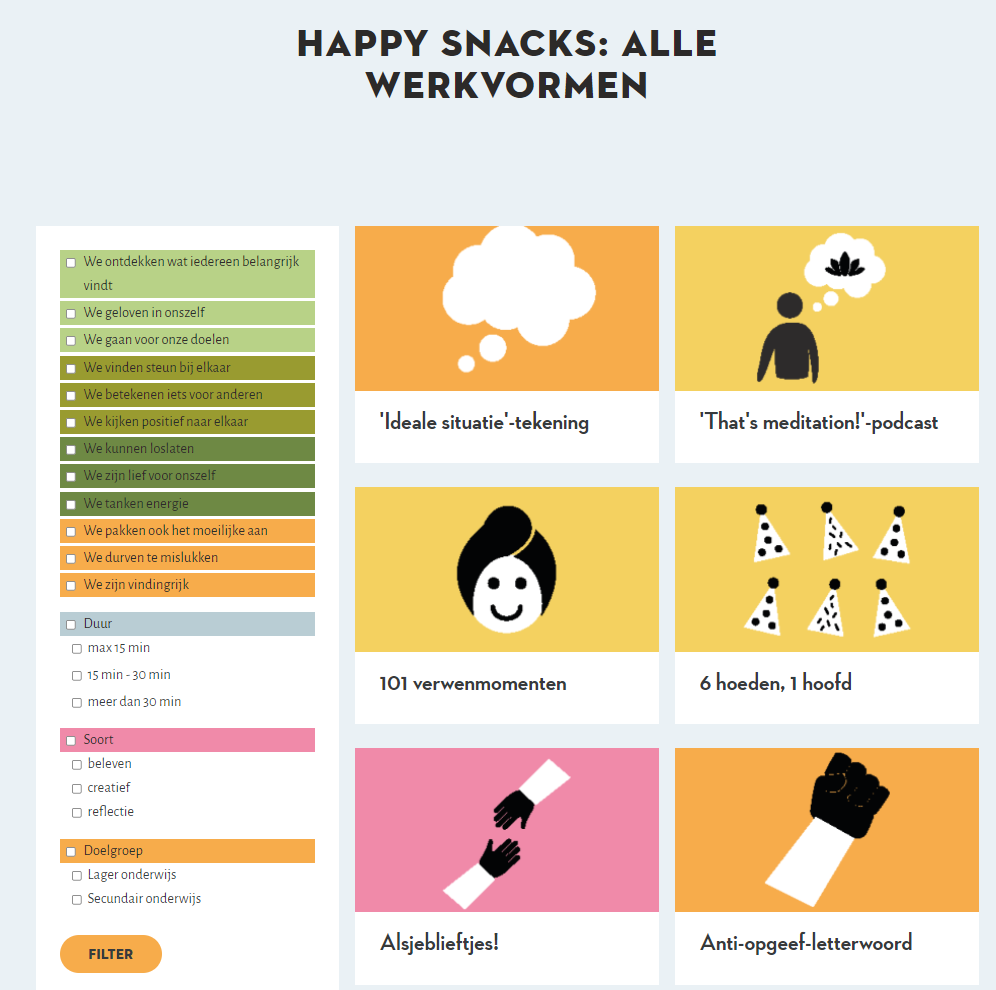 HAPPY SNACKS: ALLE
WERKVORMEN
We ontdekken wat iedereen belangrijk
vindt
We geloven in onszelf
We gaan voor onze doelen
We vinden steun bij elkaar
We betekenen iets voor anderen
We kijken positief naar elkaar
We kunnen loslaten
We zijn lief voor onszelf
We tanken energie
We pakken ook het moeilijke aan
We durven te mislukken
We zijn vindingrijk
Duur
max 15 min
15 min - 30 min
meer dan 30 min
Soort
beleven
creatief
reflectie
Doelgroep
Lager onderwijs
Secundair onderwijs
FILTER
'Ideale situatie'-tekening
'That's meditation!'-podcast
101 verwenmomenten
6 hoeden, 1 hoofd
Alsjeblieftjes!
Anti-opgeef-letterwoord